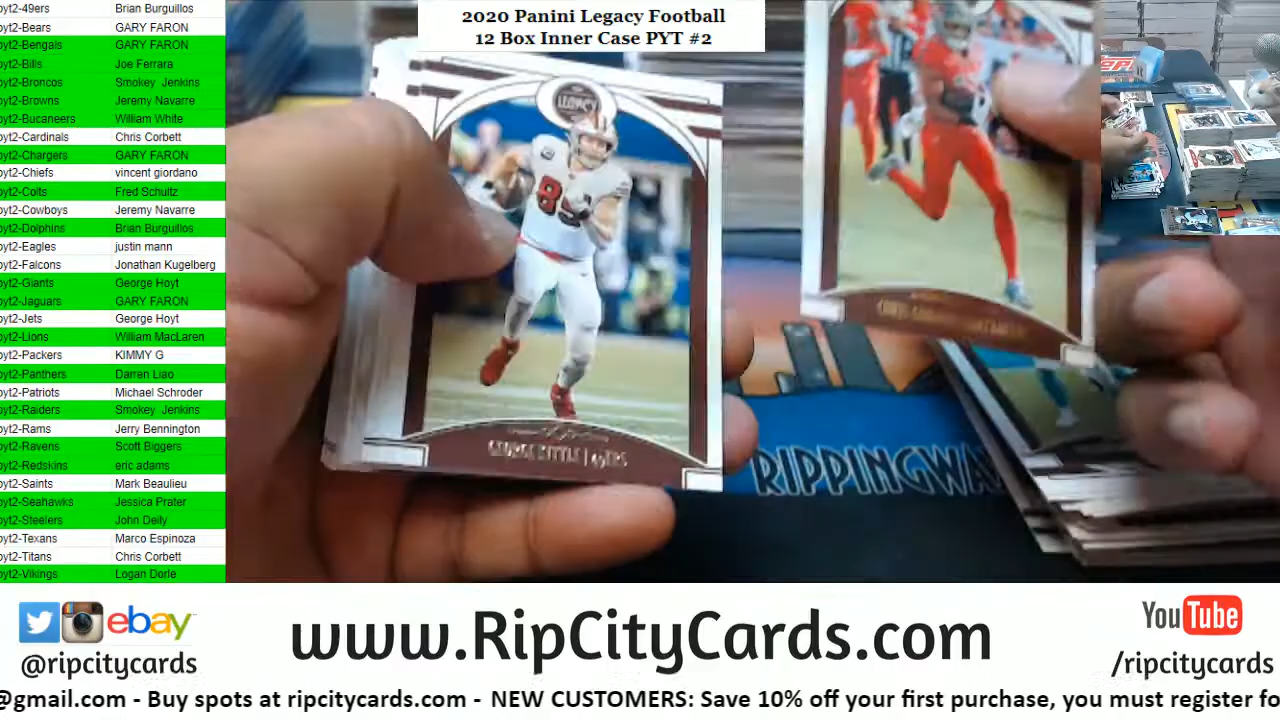 pyt2-49ers Brian Burguillos
pyt2-Bears GARY FARON
pyt2-Bengals GARY FARON
pyt2-Bills Joe Ferrara
pyt2-Broncos Smokey Jenkins
pyt2-Browns Jeremy Navarre
pyt2-Bucaneers William White
pyt2-Cardinals Chris Corbett
pyt2-Chargers GARY FARON
pyt2-Chiefs vincent giordano
pyt2-Colts Fred Schultz
pyt2-Cowboys Jeremy Navarre
pyt2-Dolphins Brian Burguillos
pyt2-Eagles justin mann
pyt2-Falcons Jonathan Kugelberg
pyt2-Giants George Hoyt
pyt2-Jaguars GARY FARON
pyt2-Jets George Hoyt
pyt2-Lions William MacLaren
pyt2-Packers KIMMY G
pyt2-Panthers Darren Liao
pyt2-Patriots Michael Schroder
pyt2-Raiders Smokey Jenkins
pyt2-Rams Jerry Bennington
pyt2-Ravens Scott Biggers
pyt2-Redskins eric adams
pyt2-Saints Mark Beaulieu
pyt2-Seahawks Jessica Prater
pyt2-Steelers John Deily
pyt2-Texans Marco Espinoza
pyt2-Titans Chris Corbett
pyt2-Vikings Logan Dorle
2020 Panini Legacy Football
12 Box Inner Case PYT #2
LEGACY
85
GEORGE KITTLE | 49ERS
RIPPINGWA
ebay
@ripcitycards
www.RipCityCards.com
YouTube
/ripcitycards
@gmail.com - Buy spots at ripcitycards.com - NEW CUSTOMERS: Save 10% off your first purchase, you must register fo